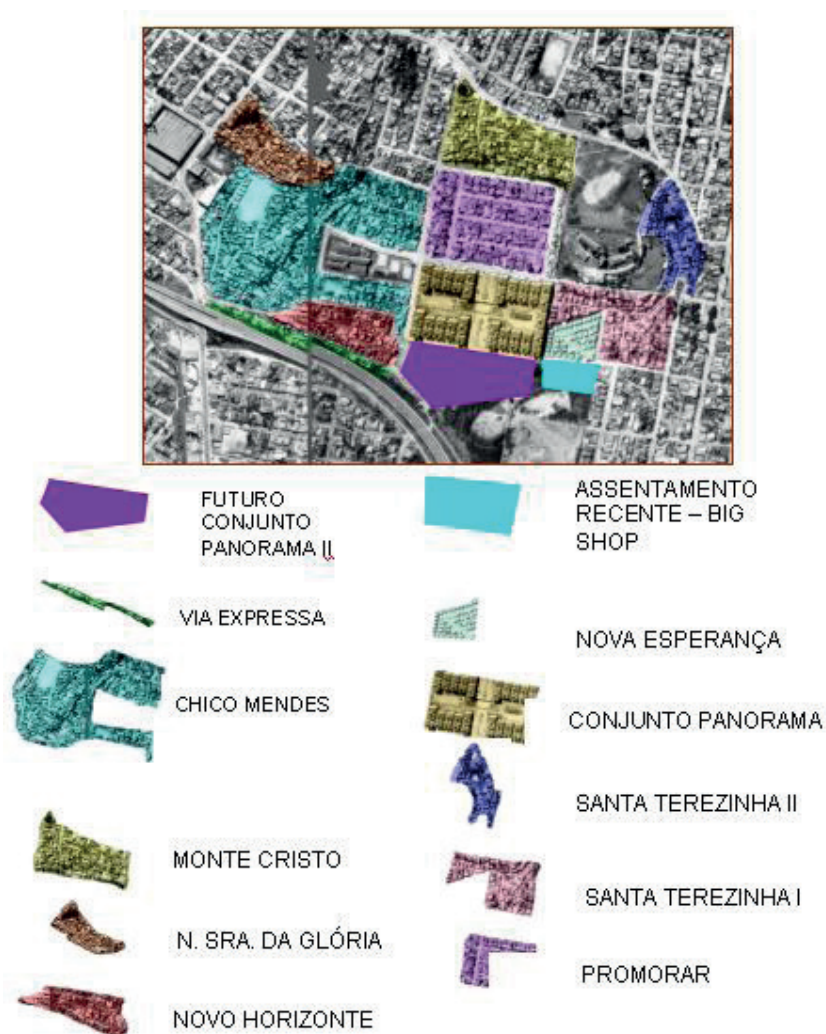 FUTURO
CONJUNTO
PANORAMA II
ASSENTAMENTO
RECENTE – BIG
SHOP
VIA EXPRESSA
NOVA ESPERANÇA
CHICO MENDES
CONJUNTO PANORAMA
SANTA TEREZINHA II
MONTE CRISTO
SANTA TEREZINHA I
N. SRA. DA GLÓRIA
PROMORAR
NOVO HORIZONTE